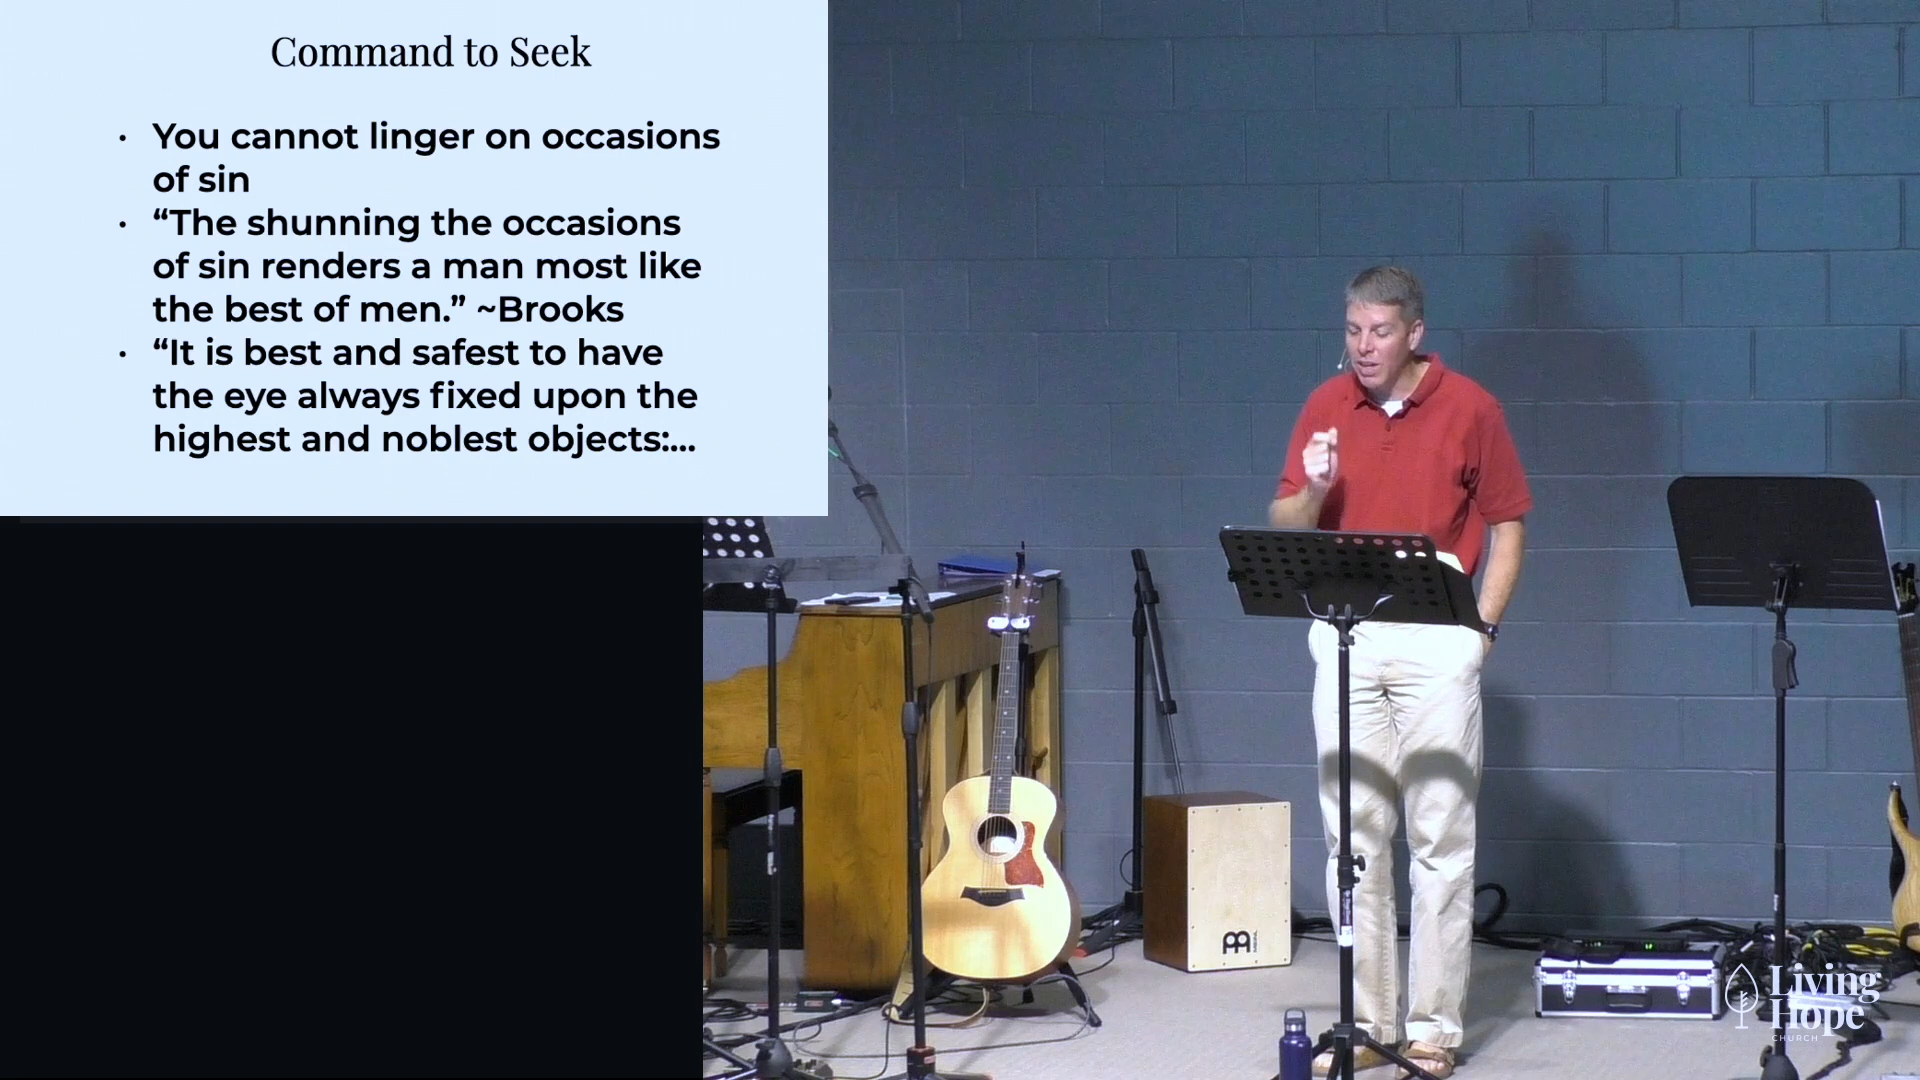 Command to Seek
• You cannot linger on occasions
of sin
• “The shunning the occasions
of sin renders a man most like
the best of men.” ~Brooks
• “It is best and safest to have
the eye always fixed upon the
highest and noblest objects:...
Living
Hope
CHURCH